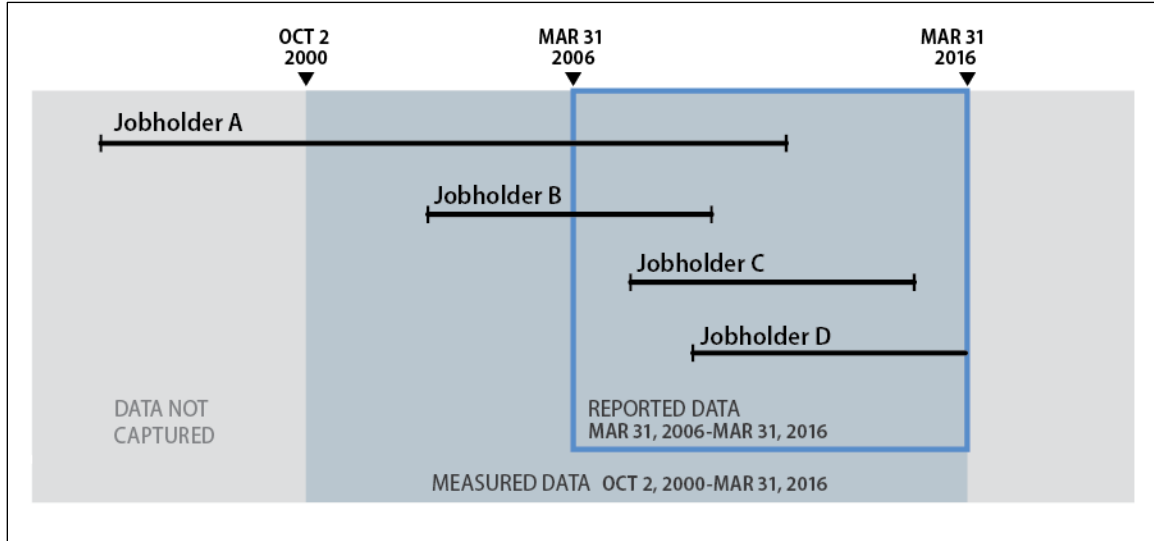 OCT 2
2000
MAR 31
2006
MAR 31
2016
Jobholder A
Jobholder B
Jobholder C
Jobholder D
DATA NOT
CAPTURED
REPORTED DATA
MAR 31, 2006-MAR 31, 2016
MEASURED DATA OCT 2, 2000-MAR 31, 2016